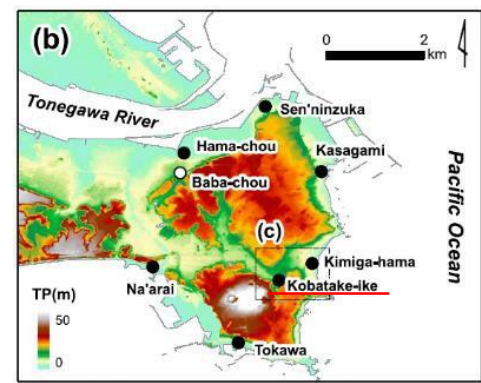 (b)
0 2
km
Tonegawa River
Sen'ninzuka
Hama-chou
Kasagami
Baba-chou
Pacific Ocean
(c)
Kimiga-hama
Kobatake-ike
Na'arai
TP(m)
50
0
Tokawa